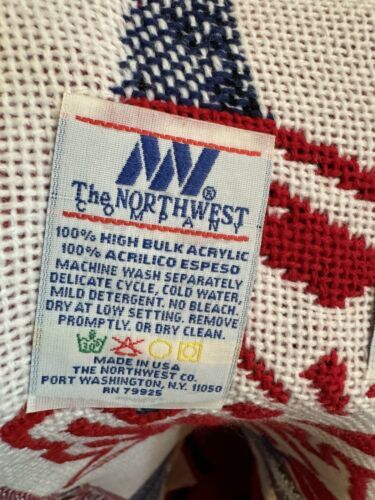 The NORTHWEST®
COMPANY
100% HIGH BULK ACRYLIC
100% ACRILICO ESPESO
MACHINE WASH SEPARATELY
DELICATE CYCLE, COLD WATER,
MILD DETERGENT. NO BLEACH.
DRY AT LOW SETTING. REMOVE
PROMPTLY. OR DRY CLEAN.
30°
MADE IN USA
THE NORTHWEST CO.
PORT WASHINGTON, N.Y. 11050
RN 79925